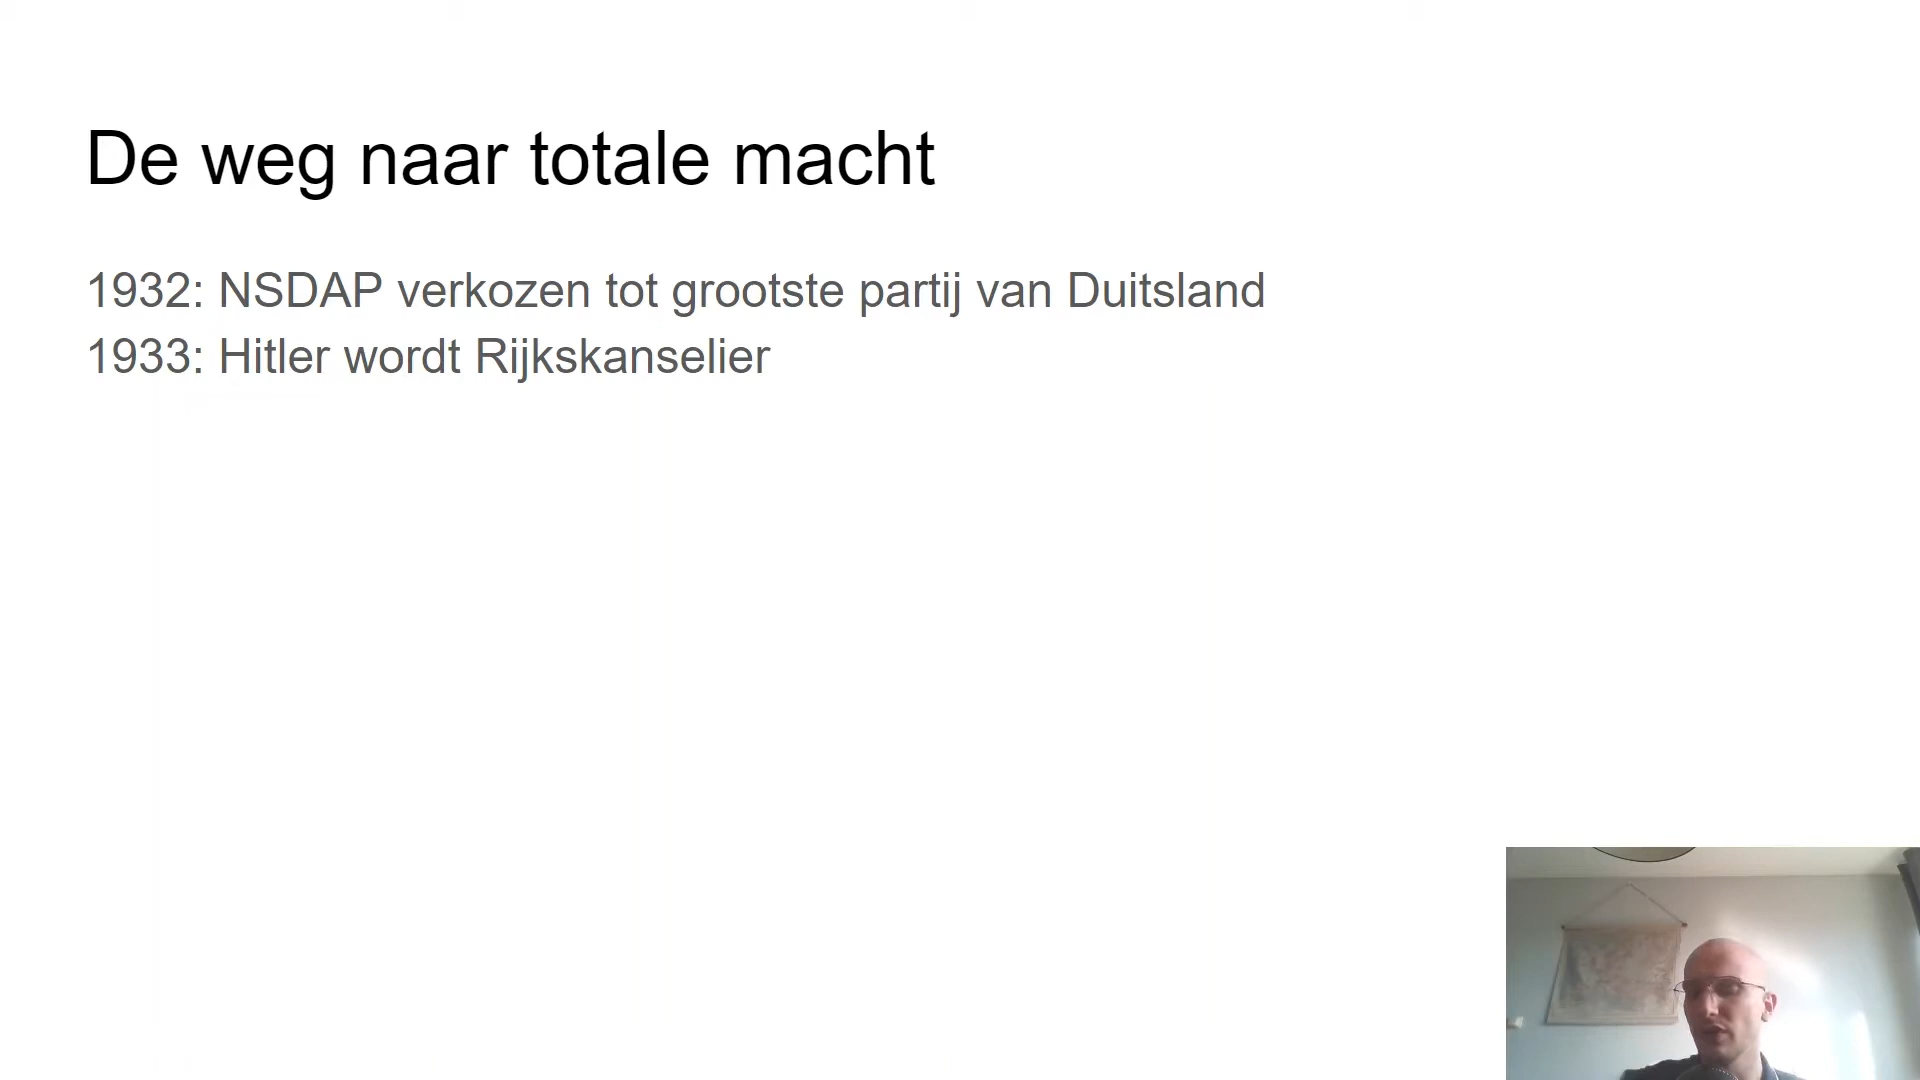 De weg naar totale macht
1932: NSDAP verkozen tot grootste partij van Duitsland
1933: Hitler wordt Rijkskanselier